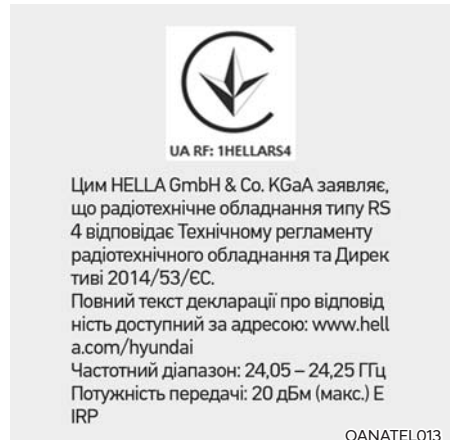 UA RF: 1HELLARS4
Цим HELLA GmbH & Co. KGaA заявляє,
що радіотехнічне обладнання типу RS
4 відповідає Технічному регламенту
радіотехнічного обладнання та Дирек
тиві 2014/53/ЄС.
Повний текст декларації про відповід
ність доступний за адресою: www.hell
a.com/hyundai
Частотний діапазон: 24,05 – 24,25 ГГц
Потужність передачі: 20 дБм (макс.) E
IRP
OANATEL013